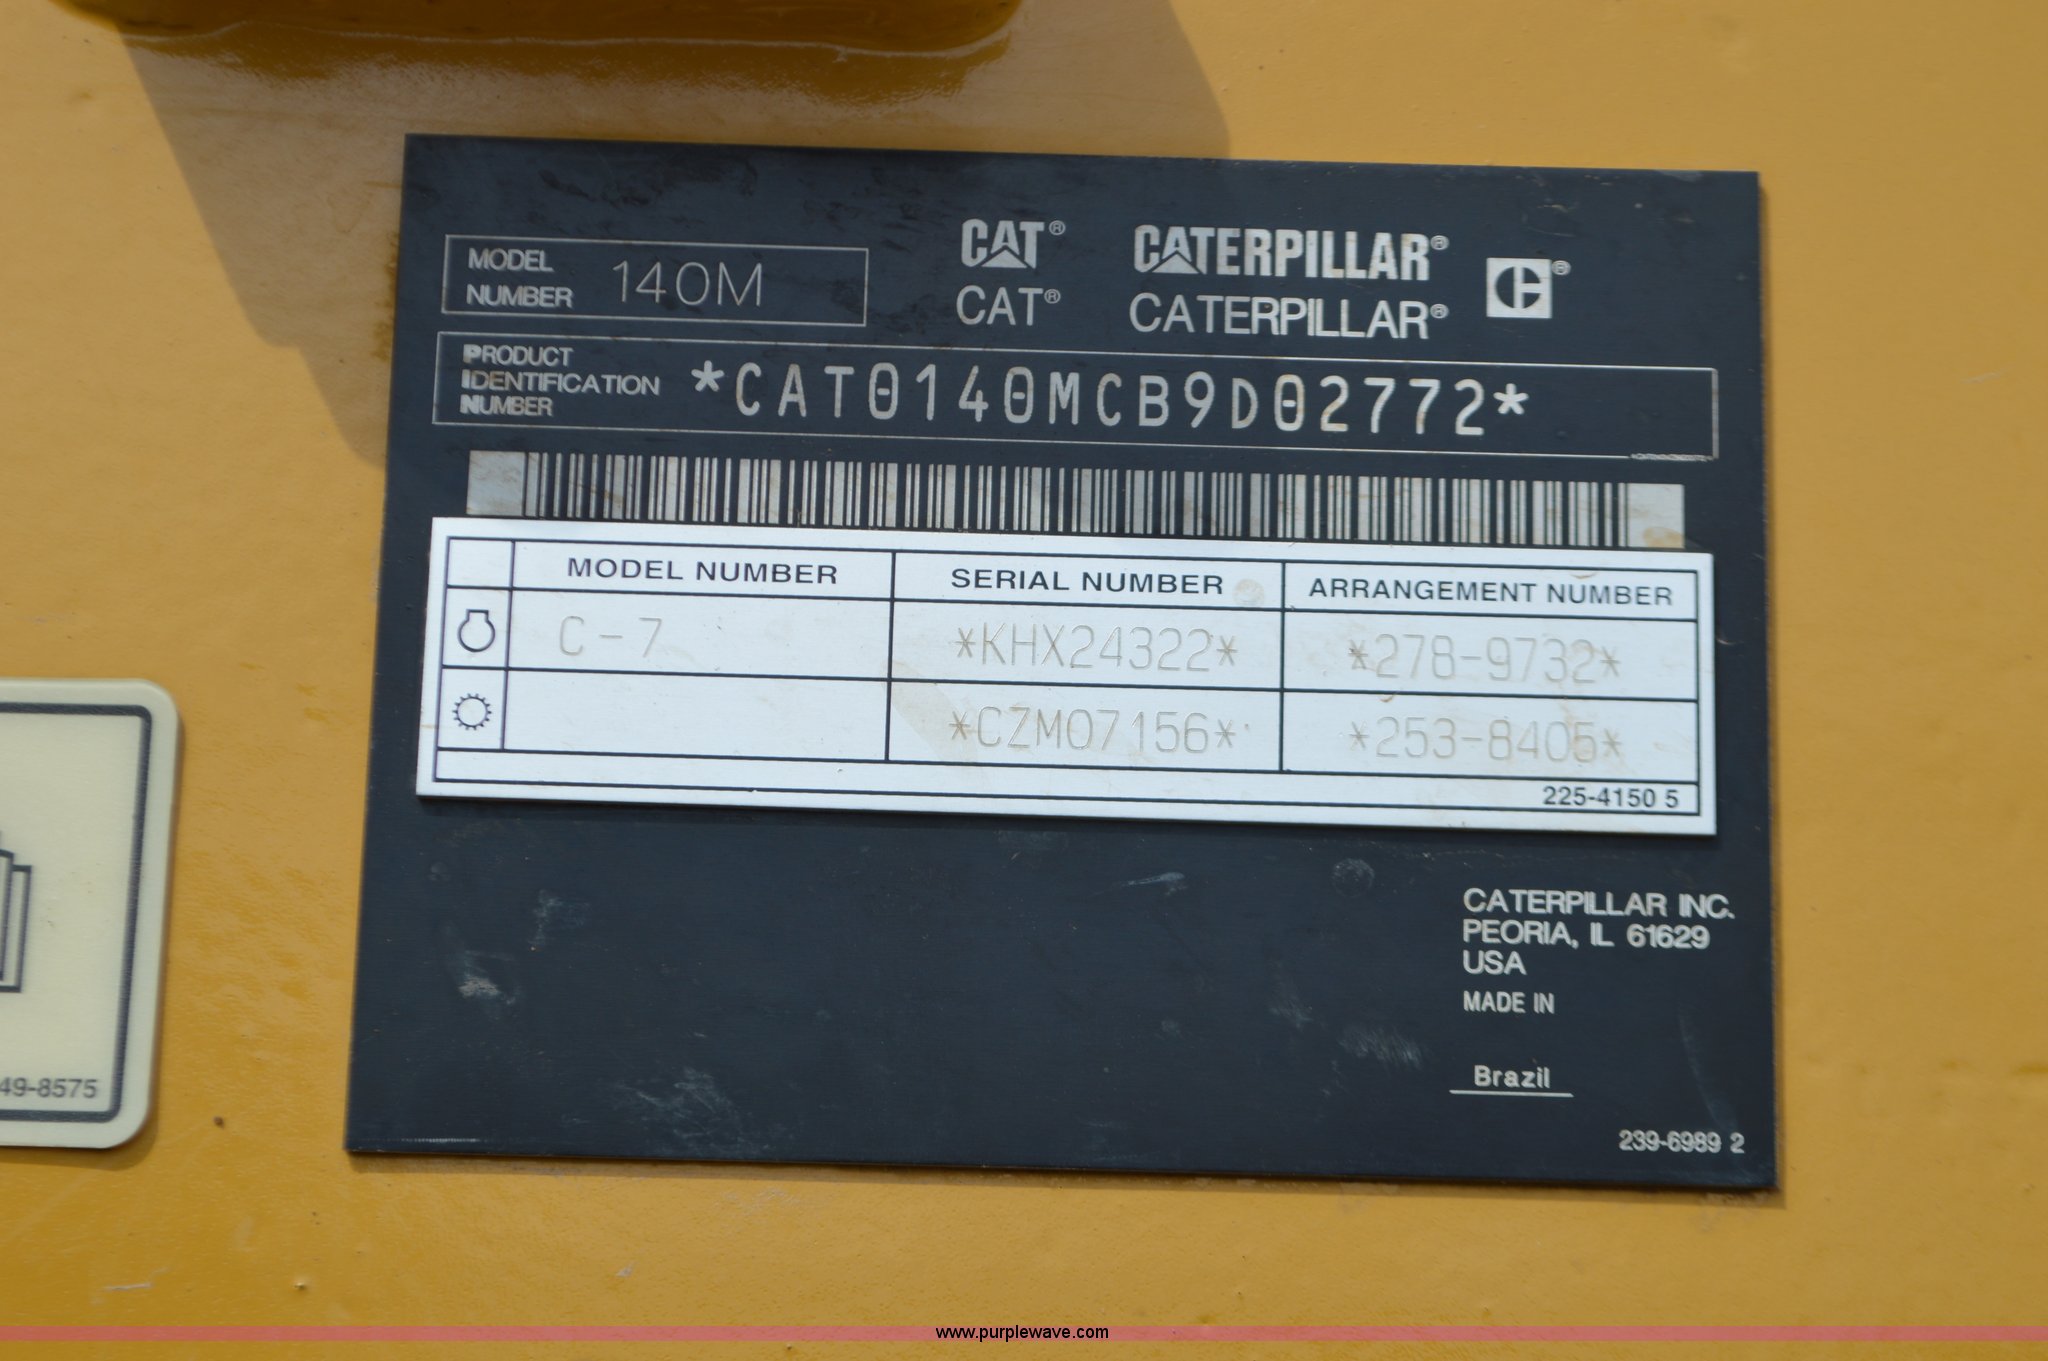 MODEL NUMBER 140M
CAT® CATERPILLAR®
CAT® CATERPILLAR®
PRODUCT IDENTIFICATION NUMBER *CAT0140MCB9D02772*
MODEL NUMBER SERIAL NUMBER ARRANGEMENT NUMBER
C-7 *KHX24322* *278-9732*
*CZM07156* *253-8405*
225-4150 5
CATERPILLAR INC.
PEORIA, IL 61629
USA
MADE IN
Brazil
239-6989 2
49-8575
www.purplewave.com